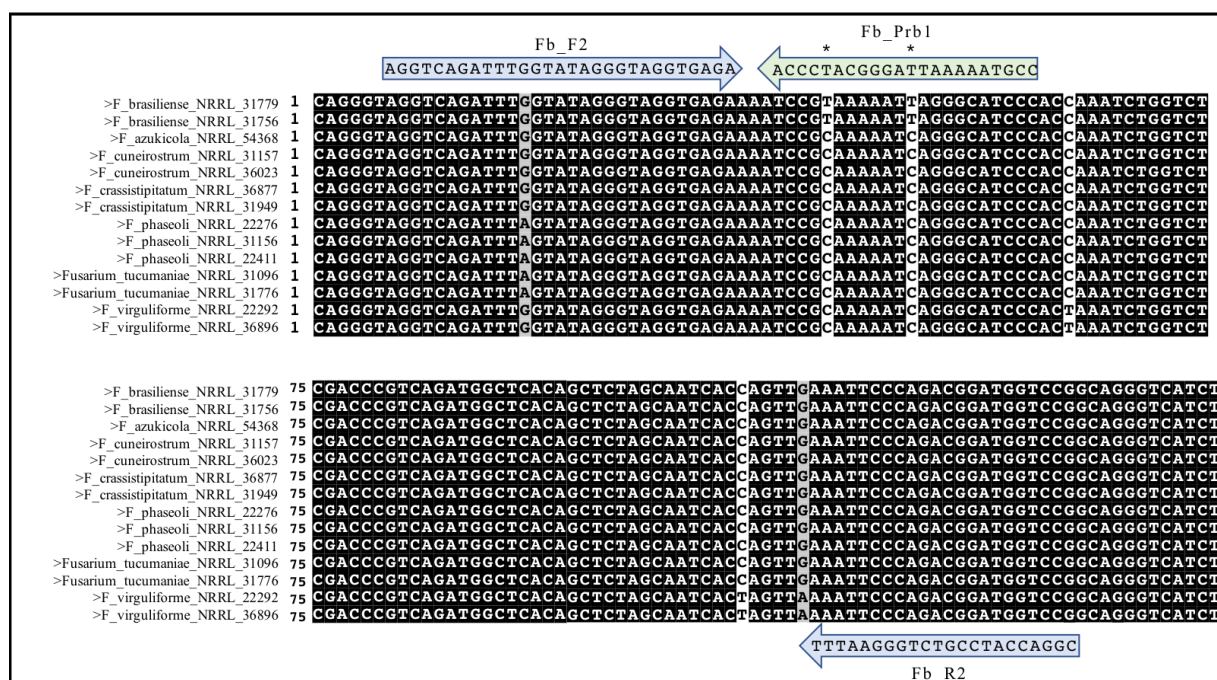 Fb_F2
Fb_Prb1
* *
AGGTCAGATTTGGTATAGGGTAGGTGAGA
ACCCTACGGGATTAAAAATGCC
>F_brasiliense_NRRL_31779 1 CAGGGTAGGTCAGATTTGGTATAGGGTAGGTGAGAAAATCCGTAAAAATTAGGGCATCCCACCAAATCTGGTCT
>F_brasiliense_NRRL_31756 1 CAGGGTAGGTCAGATTTGGTATAGGGTAGGTGAGAAAATCCGTAAAAATTAGGGCATCCCACCAAATCTGGTCT
>F_azukicola_NRRL_54368 1 CAGGGTAGGTCAGATTTGGTATAGGGTAGGTGAGAAAATCCGCAAAAATCAGGGCATCCCACCAAATCTGGTCT
>F_cuneirostrum_NRRL_31157 1 CAGGGTAGGTCAGATTTGGTATAGGGTAGGTGAGAAAATCCGCAAAAATCAGGGCATCCCACCAAATCTGGTCT
>F_cuneirostrum_NRRL_36023 1 CAGGGTAGGTCAGATTTGGTATAGGGTAGGTGAGAAAATCCGCAAAAATCAGGGCATCCCACCAAATCTGGTCT
>F_crassistipitatum_NRRL_36877 1 CAGGGTAGGTCAGATTTGGTATAGGGTAGGTGAGAAAATCCGCAAAAATCAGGGCATCCCACCAAATCTGGTCT
>F_crassistipitatum_NRRL_31949 1 CAGGGTAGGTCAGATTTGGTATAGGGTAGGTGAGAAAATCCGCAAAAATCAGGGCATCCCACCAAATCTGGTCT
>F_phaseoli_NRRL_22276 1 CAGGGTAGGTCAGATTTAGTATAGGGTAGGTGAGAAAATCCGCAAAAATCAGGGCATCCCACCAAATCTGGTCT
>F_phaseoli_NRRL_31156 1 CAGGGTAGGTCAGATTTAGTATAGGGTAGGTGAGAAAATCCGCAAAAATCAGGGCATCCCACCAAATCTGGTCT
>F_phaseoli_NRRL_22411 1 CAGGGTAGGTCAGATTTAGTATAGGGTAGGTGAGAAAATCCGCAAAAATCAGGGCATCCCACCAAATCTGGTCT
>Fusarium_tucumaniae_NRRL_31096 1 CAGGGTAGGTCAGATTTAGTATAGGGTAGGTGAGAAAATCCGCAAAAATCAGGGCATCCCACCAAATCTGGTCT
>Fusarium_tucumaniae_NRRL_31776 1 CAGGGTAGGTCAGATTTAGTATAGGGTAGGTGAGAAAATCCGCAAAAATCAGGGCATCCCACCAAATCTGGTCT
>F_virguliforme_NRRL_22292 1 CAGGGTAGGTCAGATTTGGTATAGGGTAGGTGAGAAAATCCGCAAAAATCAGGGCATCCCACTAAATCTGGTCT
>F_virguliforme_NRRL_36896 1 CAGGGTAGGTCAGATTTGGTATAGGGTAGGTGAGAAAATCCGCAAAAATCAGGGCATCCCACTAAATCTGGTCT
>F_brasiliense_NRRL_31779 75 CGACCCGTCAGATGGCTCACAGCTCTAGCAATCACCAGTTGAAATTCCCAGACGGATGGTCCGGCAGGGTCATCT
>F_brasiliense_NRRL_31756 75 CGACCCGTCAGATGGCTCACAGCTCTAGCAATCACCAGTTGAAATTCCCAGACGGATGGTCCGGCAGGGTCATCT
>F_azukicola_NRRL_54368 75 CGACCCGTCAGATGGCTCACAGCTCTAGCAATCACCAGTTGAAATTCCCAGACGGATGGTCCGGCAGGGTCATCT
>F_cuneirostrum_NRRL_31157 75 CGACCCGTCAGATGGCTCACAGCTCTAGCAATCACCAGTTGAAATTCCCAGACGGATGGTCCGGCAGGGTCATCT
>F_cuneirostrum_NRRL_36023 75 CGACCCGTCAGATGGCTCACAGCTCTAGCAATCACCAGTTGAAATTCCCAGACGGATGGTCCGGCAGGGTCATCT
>F_crassistipitatum_NRRL_36877 75 CGACCCGTCAGATGGCTCACAGCTCTAGCAATCACCAGTTGAAATTCCCAGACGGATGGTCCGGCAGGGTCATCT
>F_crassistipitatum_NRRL_31949 75 CGACCCGTCAGATGGCTCACAGCTCTAGCAATCACCAGTTGAAATTCCCAGACGGATGGTCCGGCAGGGTCATCT
>F_phaseoli_NRRL_22276 75 CGACCCGTCAGATGGCTCACAGCTCTAGCAATCACCAGTTGAAATTCCCAGACGGATGGTCCGGCAGGGTCATCT
>F_phaseoli_NRRL_31156 75 CGACCCGTCAGATGGCTCACAGCTCTAGCAATCACCAGTTGAAATTCCCAGACGGATGGTCCGGCAGGGTCATCT
>F_phaseoli_NRRL_22411 75 CGACCCGTCAGATGGCTCACAGCTCTAGCAATCACCAGTTGAAATTCCCAGACGGATGGTCCGGCAGGGTCATCT
>Fusarium_tucumaniae_NRRL_31096 75 CGACCCGTCAGATGGCTCACAGCTCTAGCAATCACCAGTTGAAATTCCCAGACGGATGGTCCGGCAGGGTCATCT
>Fusarium_tucumaniae_NRRL_31776 75 CGACCCGTCAGATGGCTCACAGCTCTAGCAATCACCAGTTGAAATTCCCAGACGGATGGTCCGGCAGGGTCATCT
>F_virguliforme_NRRL_22292 75 CGACCCGTCAGATGGCTCACAGCTCTAGCAATCACTAGTTAAAATTCCCAGACGGATGGTCCGGCAGGGTCATCT
>F_virguliforme_NRRL_36896 75 CGACCCGTCAGATGGCTCACAGCTCTAGCAATCACTAGTTAAAATTCCCAGACGGATGGTCCGGCAGGGTCATCT
TTTAAGGGTCTGCCTACCAGGC
Fb_R2